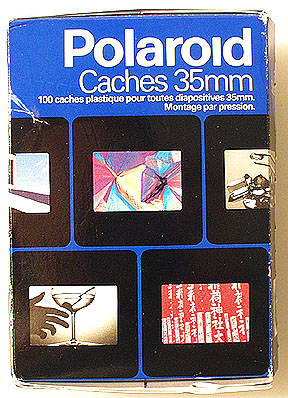 Polaroid
Caches 35mm
100 caches plastique pour toutes diapositives 35mm.
Montage par pression.